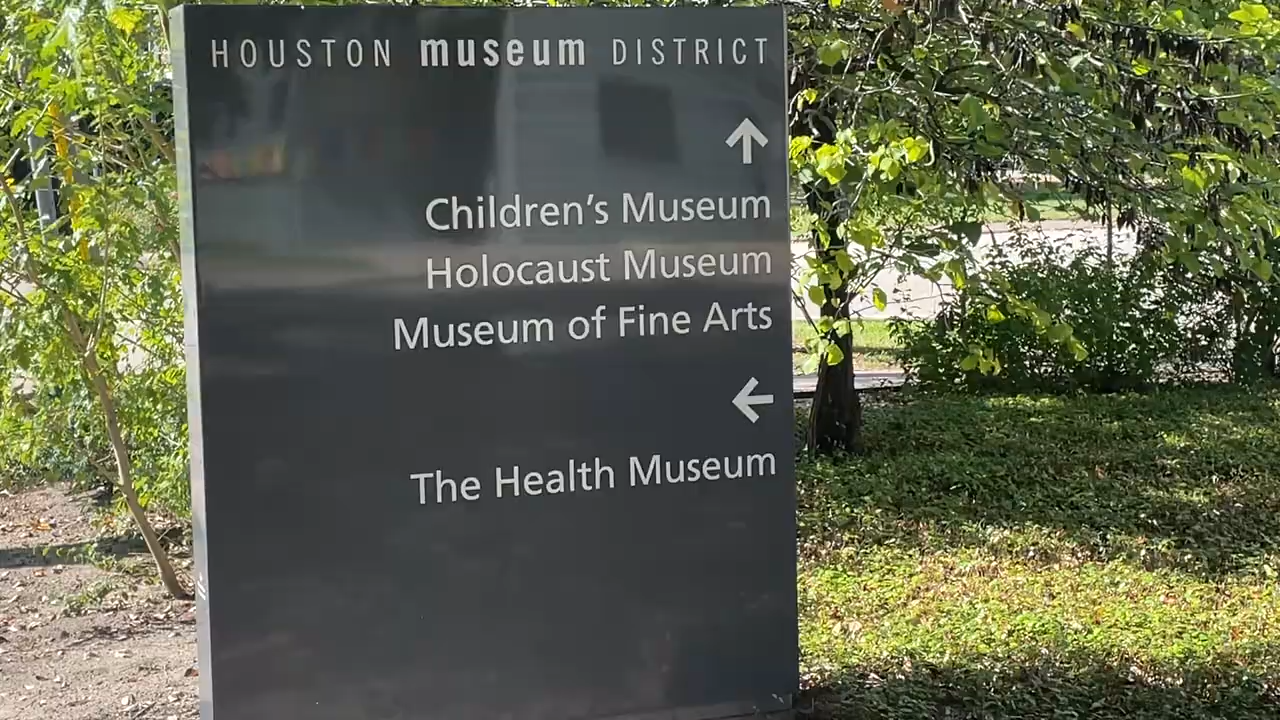 HOUSTON museum DISTRICT
↑
Children's Museum
Holocaust Museum
Museum of Fine Arts
←
The Health Museum